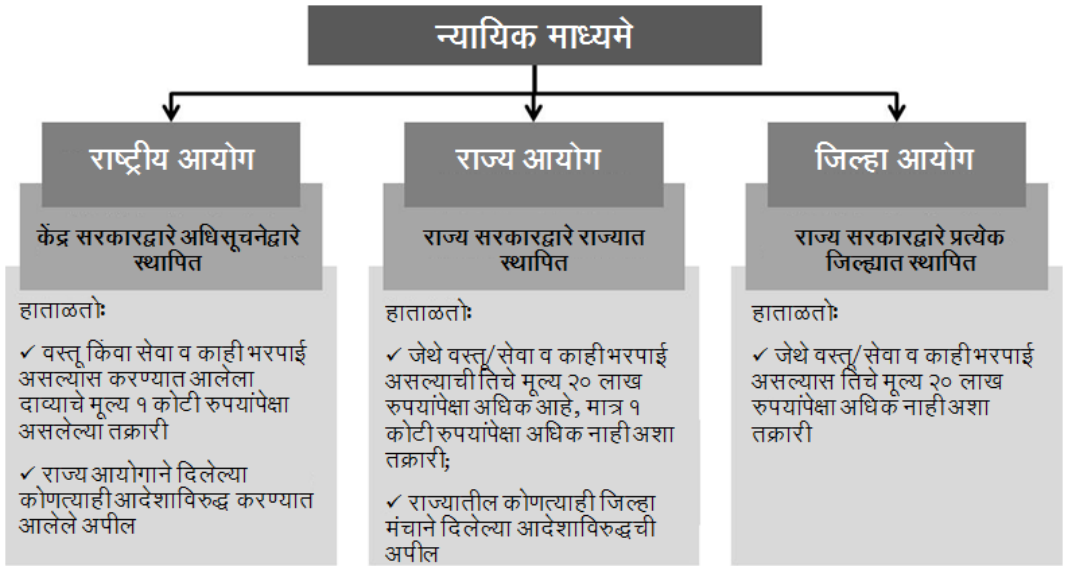 न्यायिक माध्यमे
राष्ट्रीय आयोग
केंद्र सरकारद्वारे अधिसूचनेद्वारे
स्थापित
हाताळतो:
✓ वस्तू किंवा सेवा व काही भरपाई
असल्यास करण्यात आलेला
दाव्याचे मूल्य १ कोटी रुपयांपेक्षा
असलेल्या तक्रारी
✓ राज्य आयोगाने दिलेल्या
कोणत्याही आदेशाविरुद्ध करण्यात
आलेले अपील
राज्य आयोग
राज्य सरकारद्वारे राज्यात
स्थापित
हाताळतो:
✓ जेथे वस्तू/सेवा व काही भरपाई
असल्याची तिचे मूल्य २० लाख
रुपयांपेक्षा अधिक आहे, मात्र १
कोटी रुपयांपेक्षा अधिक नाही अशा
तक्रारी;
✓ राज्यातील कोणत्याही जिल्हा
मंचाने दिलेल्या आदेशाविरुद्धची
अपील
जिल्हा आयोग
राज्य सरकारद्वारे प्रत्येक
जिल्ह्यात स्थापित
हाताळतो:
✓ जेथे वस्तू/सेवा व काही भरपाई
असल्यास तिचे मूल्य २० लाख
रुपयांपेक्षा अधिक नाही अशा
तक्रारी